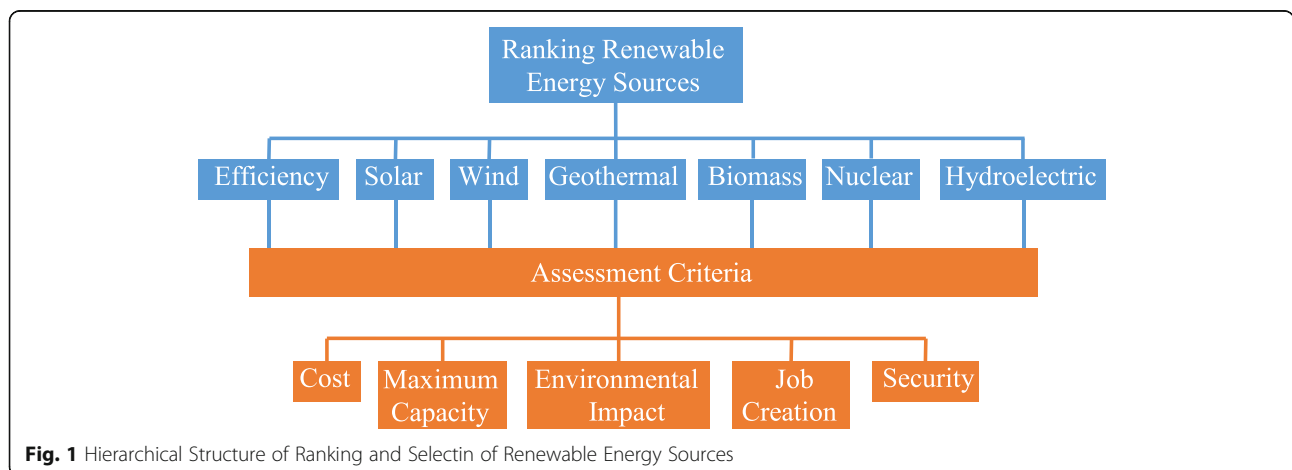 Ranking Renewable
Energy Sources
Efficiency
Solar
Wind
Geothermal
Biomass
Nuclear
Hydroelectric
Assessment Criteria
Cost
Maximum
Capacity
Environmental
Impact
Job
Creation
Security
Fig. 1 Hierarchical Structure of Ranking and Selectin of Renewable Energy Sources